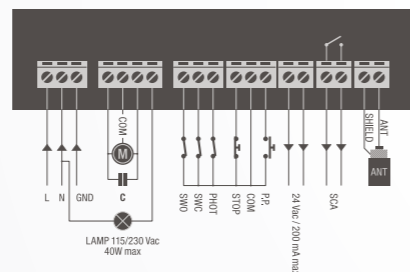 COM
M
L
N
GND
C
LAMP 115/230 Vac
40W max
SWO
SWC
PHOT
STOP
COM
P.P.
24 Vac / 200 mA max
SCA
SHIELD
ANT
ANT